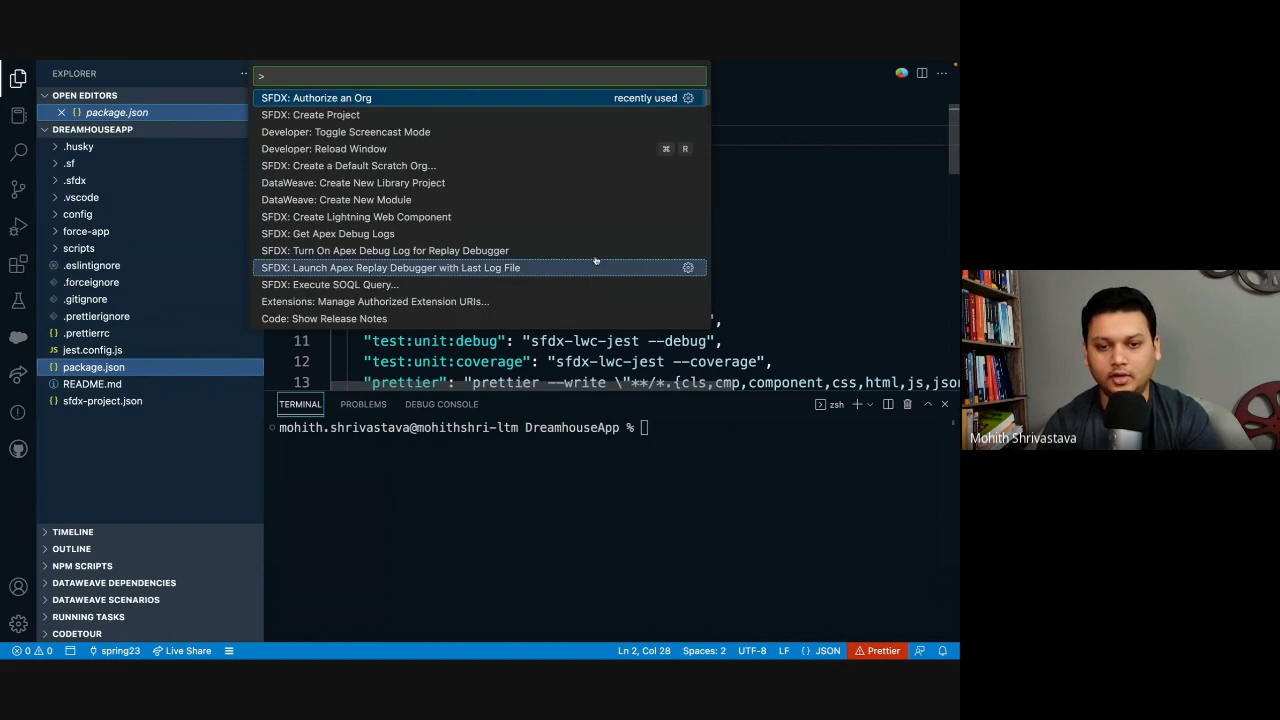 EXPLORER
OPEN EDITORS
package.json
DREAMHOUSEAPP
.husky
.sf
.sfdx
.vscode
config
force-app
scripts
.eslintignore
.forceignore
.gitignore
.prettierignore
.prettierrc
jest.config.js
package.json
README.md
sfdx-project.json
TIMELINE
OUTLINE
NPM SCRIPTS
DATAWEAVE DEPENDENCIES
DATAWEAVE SCENARIOS
RUNNING TASKS
CODETOUR
>
SFDX: Authorize an Org recently used
SFDX: Create Project
Developer: Toggle Screencast Mode
Developer: Reload Window ⌘ R
SFDX: Create a Default Scratch Org...
DataWeave: Create New Library Project
DataWeave: Create New Module
SFDX: Create Lightning Web Component
SFDX: Get Apex Debug Logs
SFDX: Turn On Apex Debug Log for Replay Debugger
SFDX: Launch Apex Replay Debugger with Last Log File
SFDX: Execute SOQL Query...
Extensions: Manage Authorized Extension URIs...
Code: Show Release Notes
",
11 "test:unit:debug": "sfdx-lwc-jest --debug",
12 "test:unit:coverage": "sfdx-lwc-jest --coverage",
13 "prettier": "prettier --write \"**/*.{cls,cmp,component,css,html,js,json
TERMINAL PROBLEMS DEBUG CONSOLE zsh
mohith.shrivastava@mohithshri-ltm DreamhouseApp %
Mohith Shrivastava
0 0 spring23 Live Share Ln 2, Col 28 Spaces: 2 UTF-8 LF {} JSON Prettier